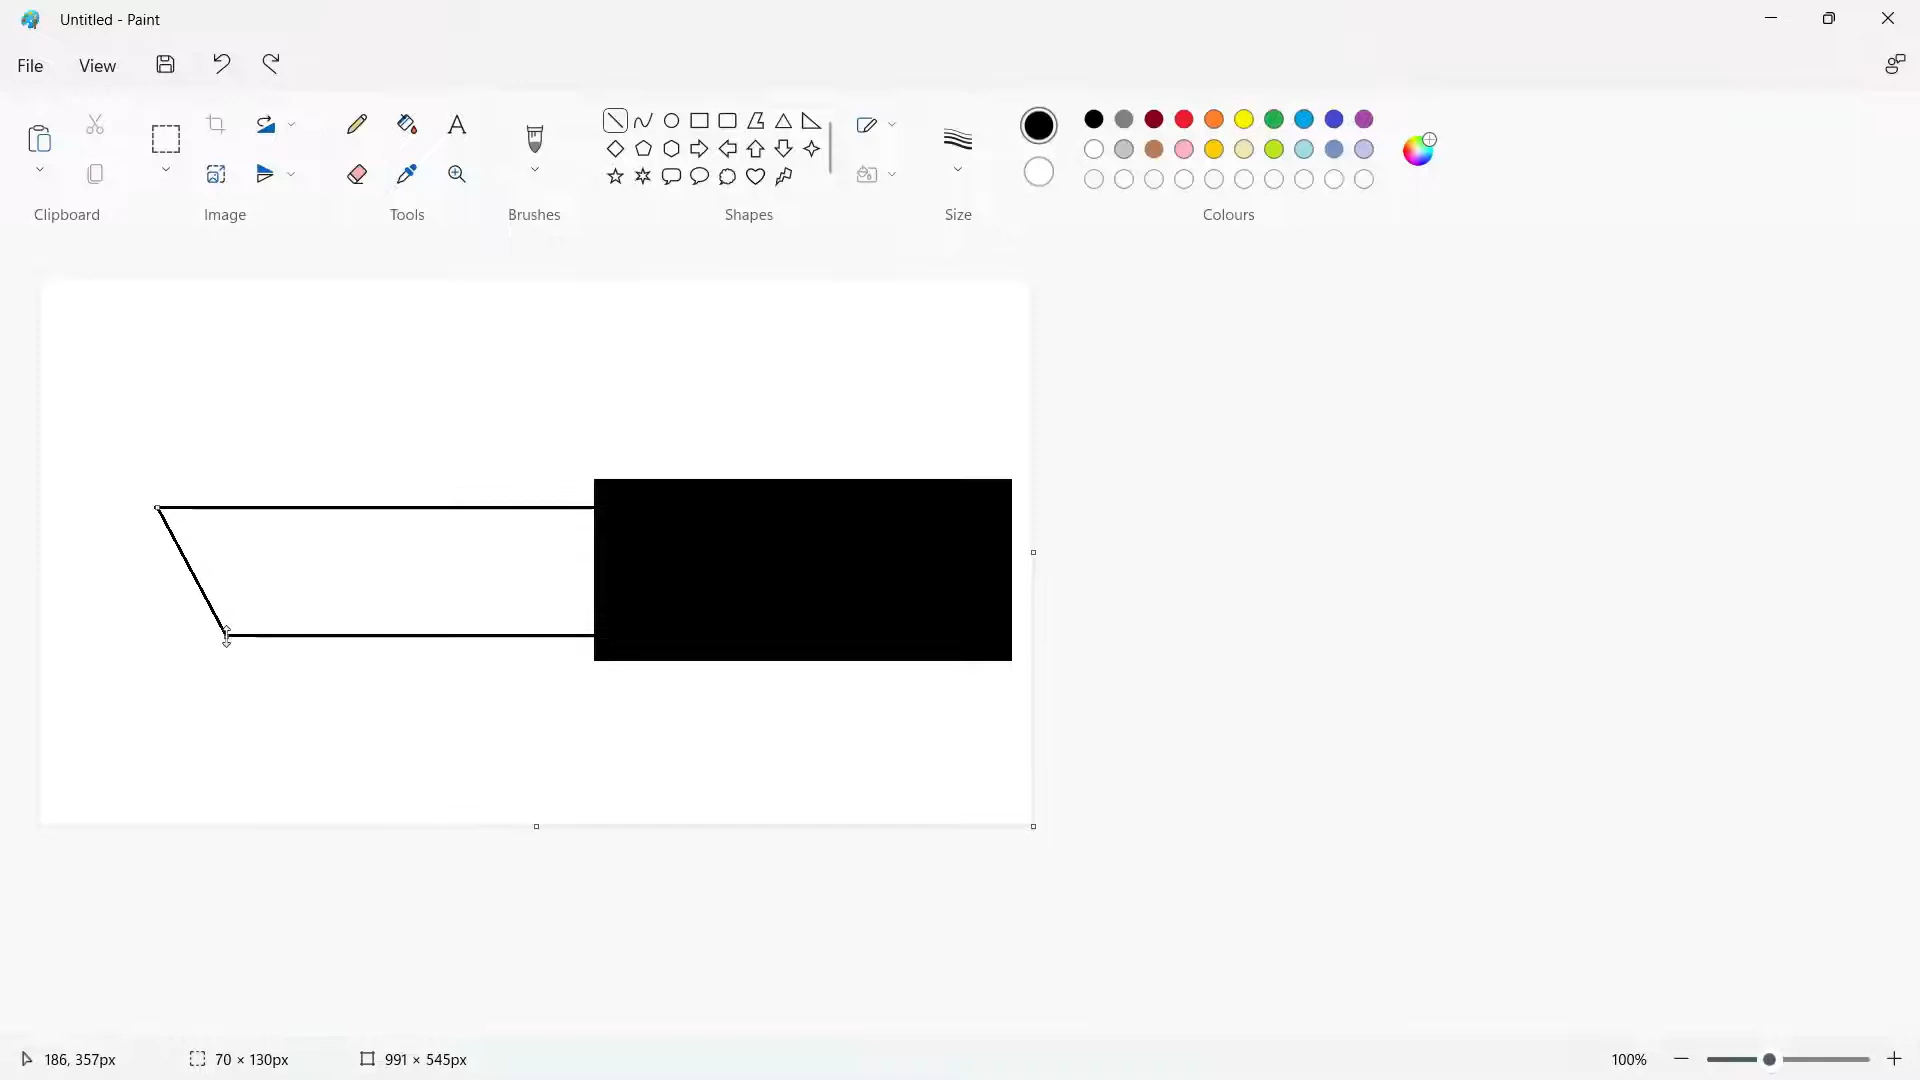 Untitled - Paint
File View
Clipboard Image Tools Brushes Shapes Size Colours
186, 357px 70 × 130px 991 × 545px 100%